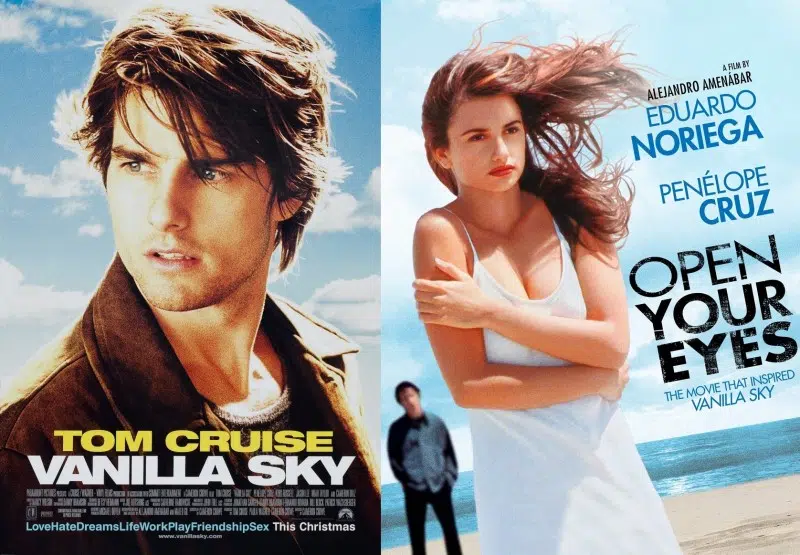 TOM CRUISE
VANILLA SKY
LoveHateDreamsLifeWorkPlayFriendshipSex This Christmas
www.vanillasky.com
A FILM BY
ALEJANDRO AMENÁBAR
EDUARDO
NORIEGA
PENÉLOPE
CRUZ
OPEN
YOUR
EYES
THE MOVIE THAT INSPIRED
VANILLA SKY